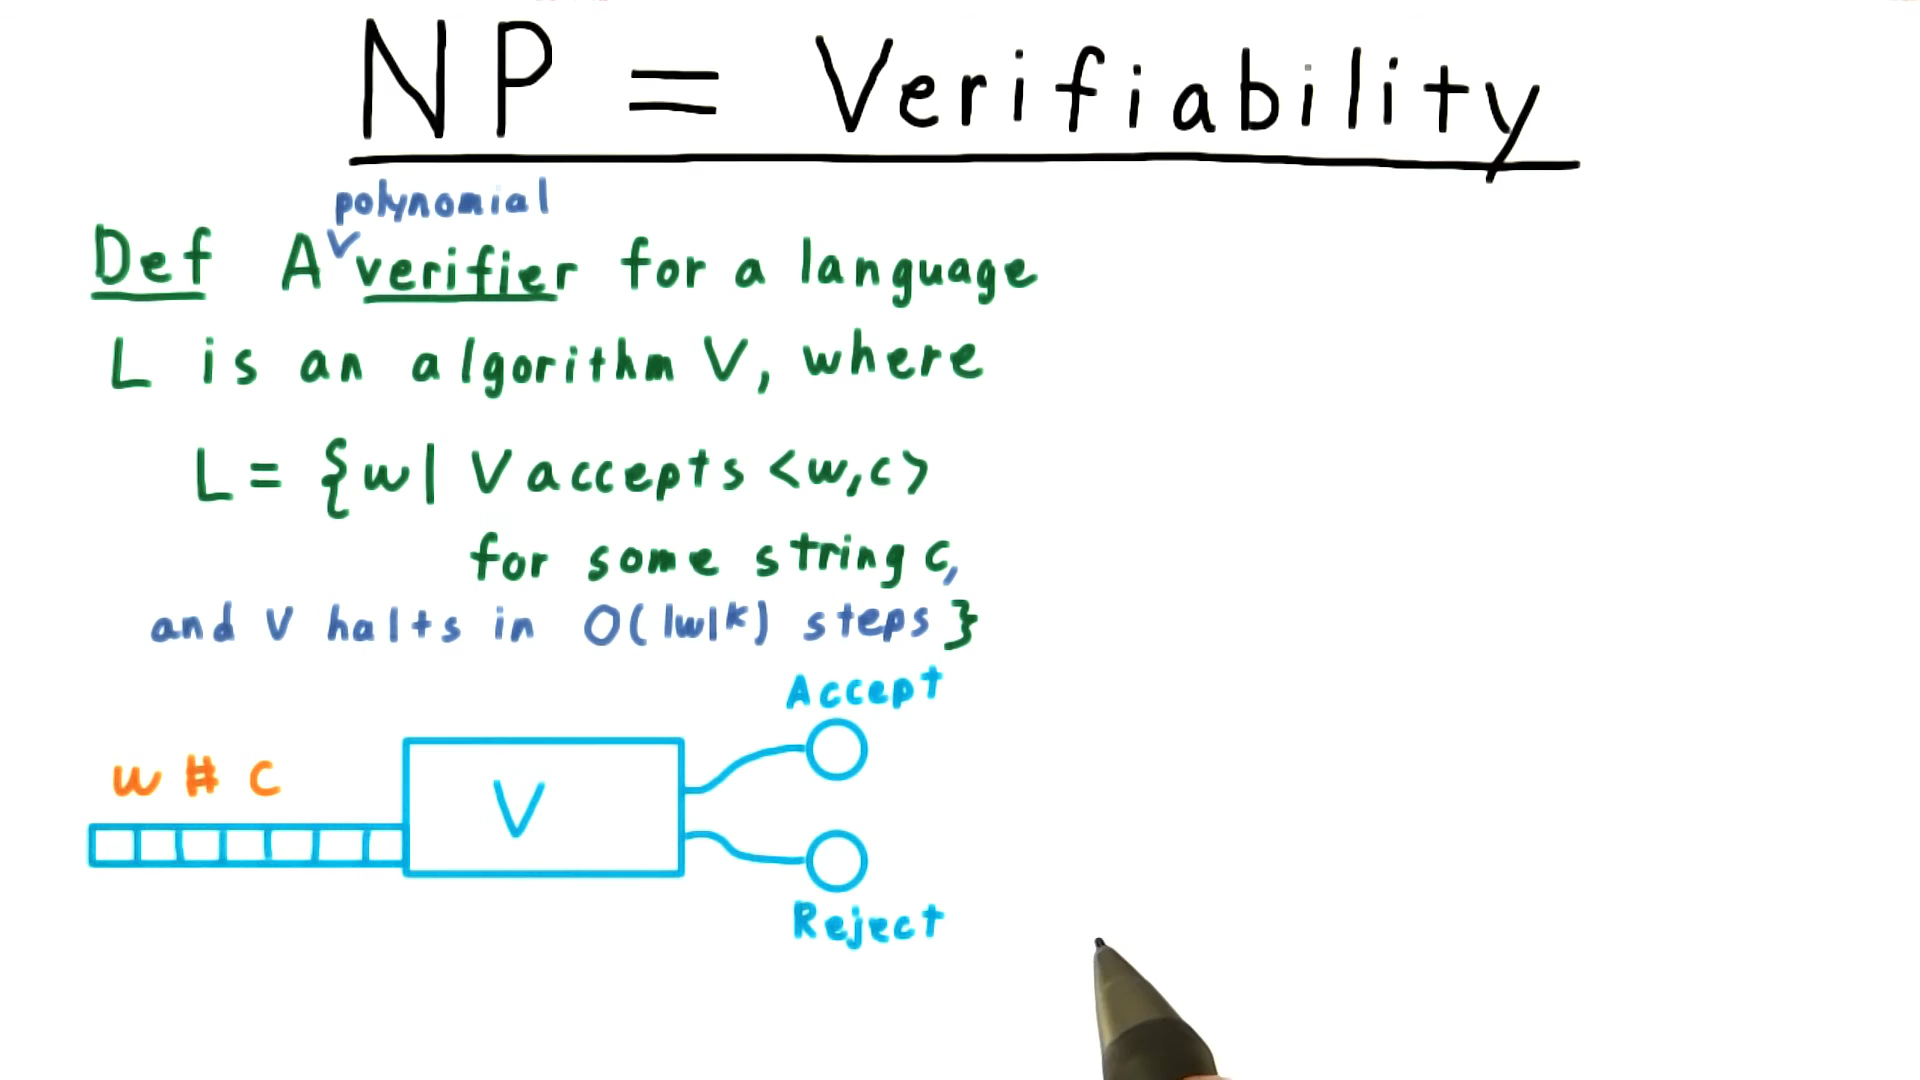 NP = Verifiability
polynomial
Def A verifier for a language
L is an algorithm V, where
L = {w| V accepts <w,c>
for some string c,
and V halts in O(|w|^k) steps }
Accept
w # c
V
Reject